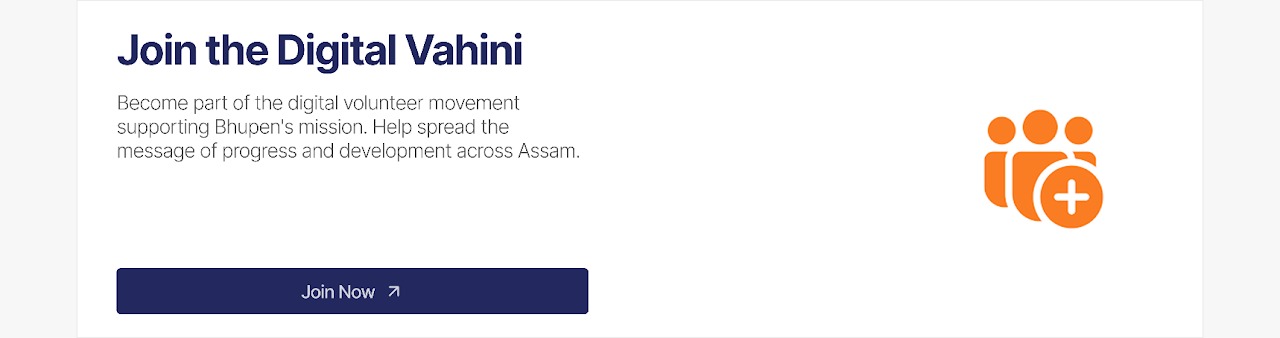 Join the Digital Vahini
Become part of the digital volunteer movement
supporting Bhupen's mission. Help spread the
message of progress and development across Assam.
Join Now